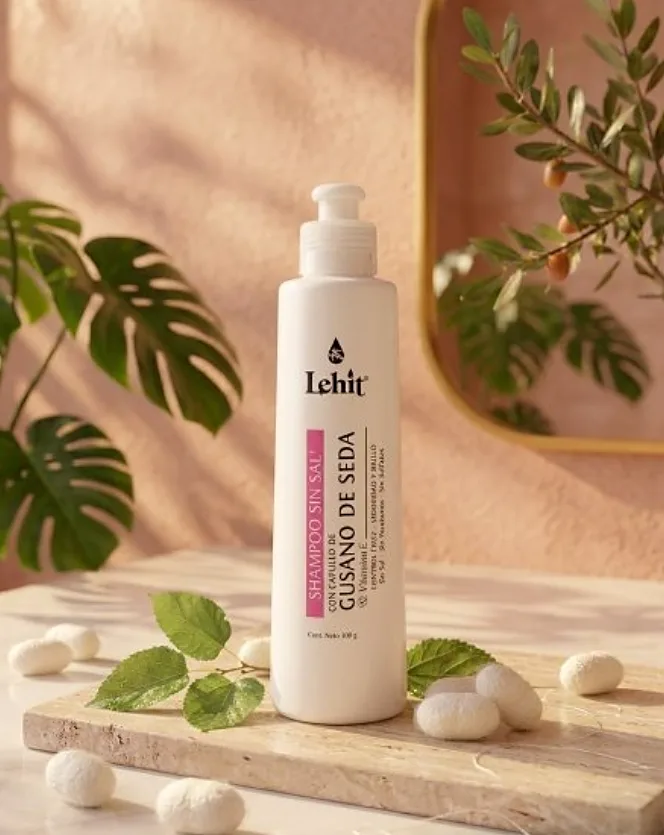 Lehit®
SHAMPOO SIN SAL
CON CAPULLO DE
GUSANO DE SEDA
Vitamina E
CONTROL FRIZZ - SEDOSIDAD Y BRILLO
Sin Sal - Sin Parabenos - Sin Sulfatos
Cont. Neto 400 g